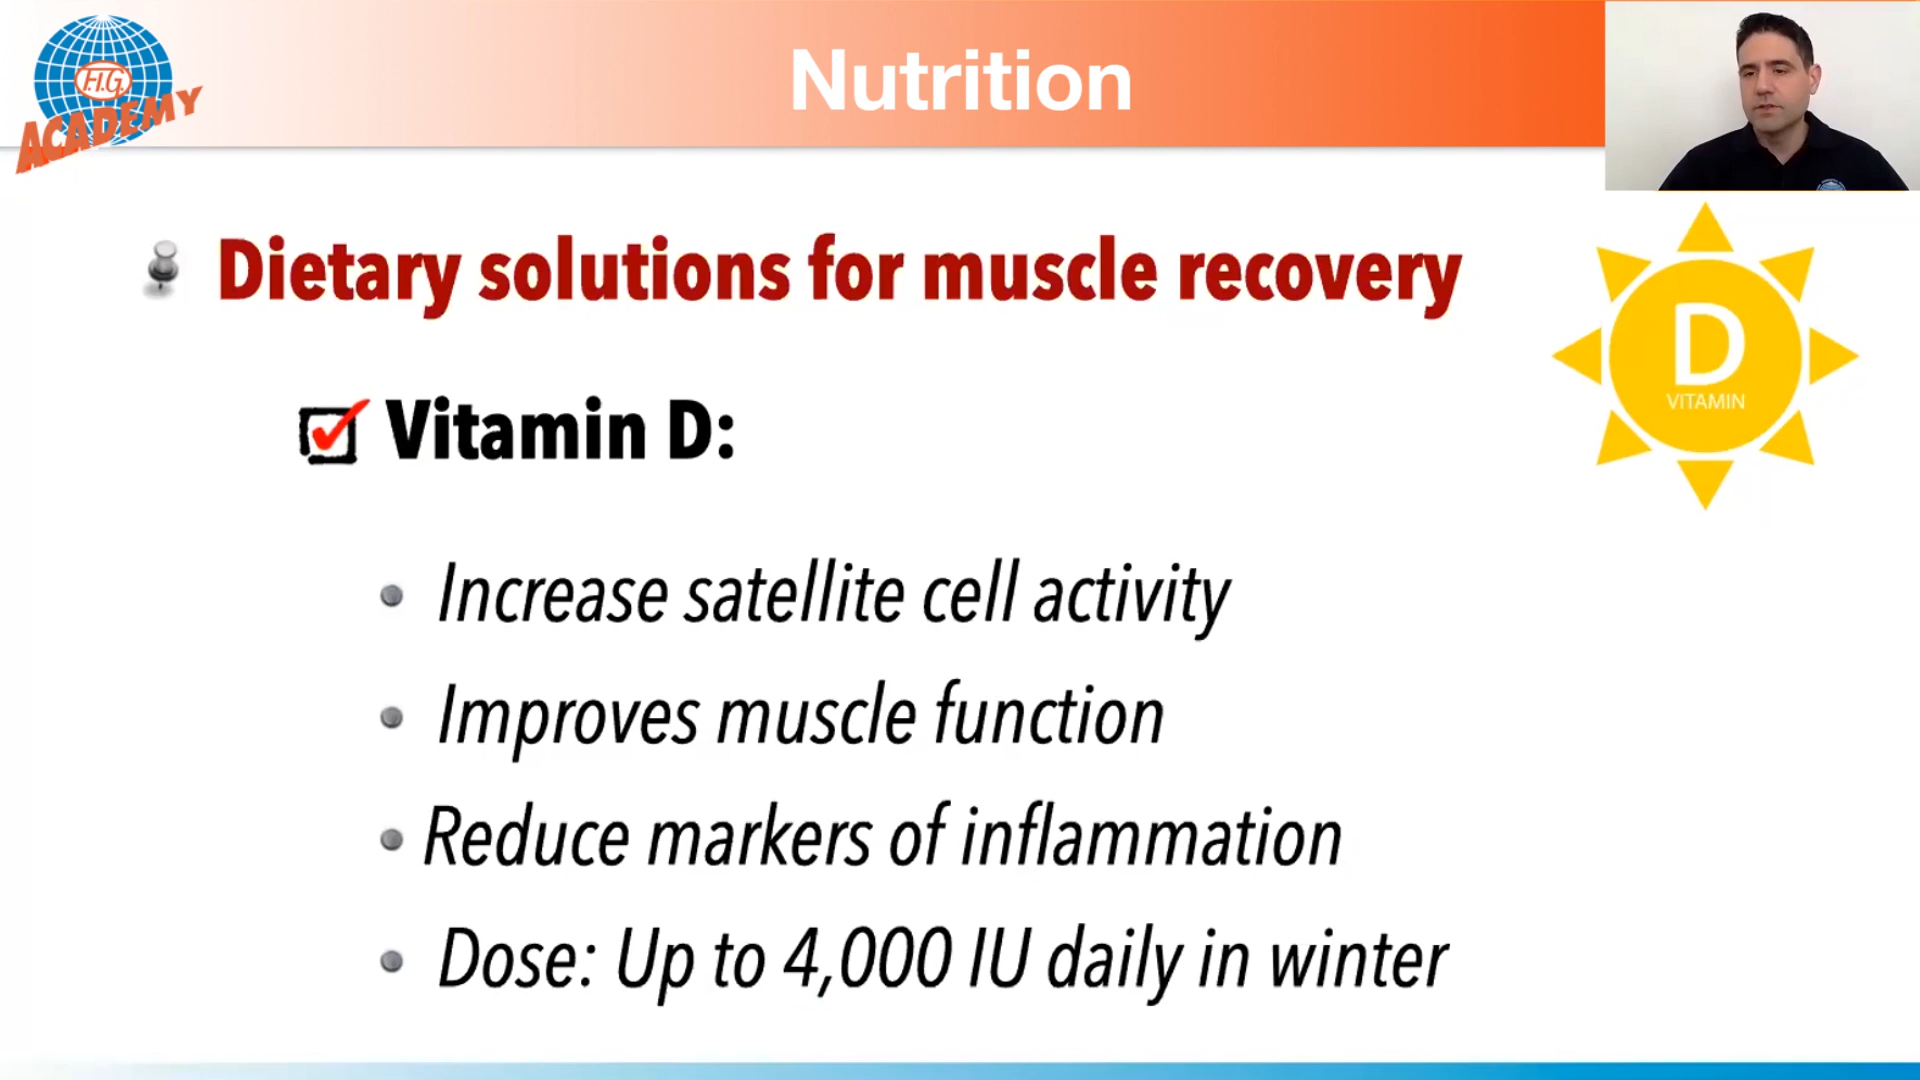 F.I.G.
ACADEMY
Nutrition
Dietary solutions for muscle recovery
D
VITAMIN
Vitamin D:
Increase satellite cell activity
Improves muscle function
Reduce markers of inflammation
Dose: Up to 4,000 IU daily in winter